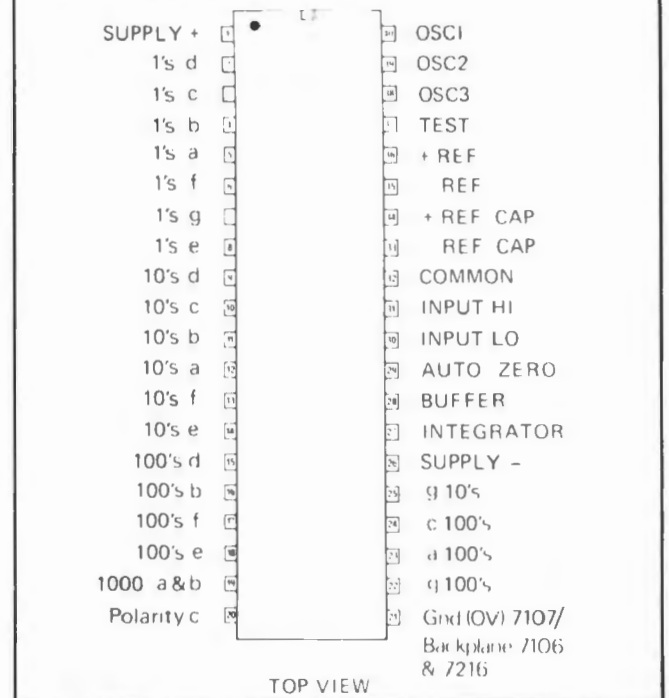 SUPPLY +
1's d
1's c
1's b
1's a
1's f
1's g
1's e
10's d
10's c
10's b
10's a
10's f
10's e
100's d
100's b
100's f
100's e
1000 a & b
Polarity c
OSC1
OSC2
OSC3
TEST
+ REF
REF
+ REF CAP
REF CAP
COMMON
INPUT HI
INPUT LO
AUTO ZERO
BUFFER
INTEGRATOR
SUPPLY -
g 10's
c 100's
a 100's
g 100's
Gnd (OV) 7107/
Backplane 7106
& 7216
TOP VIEW